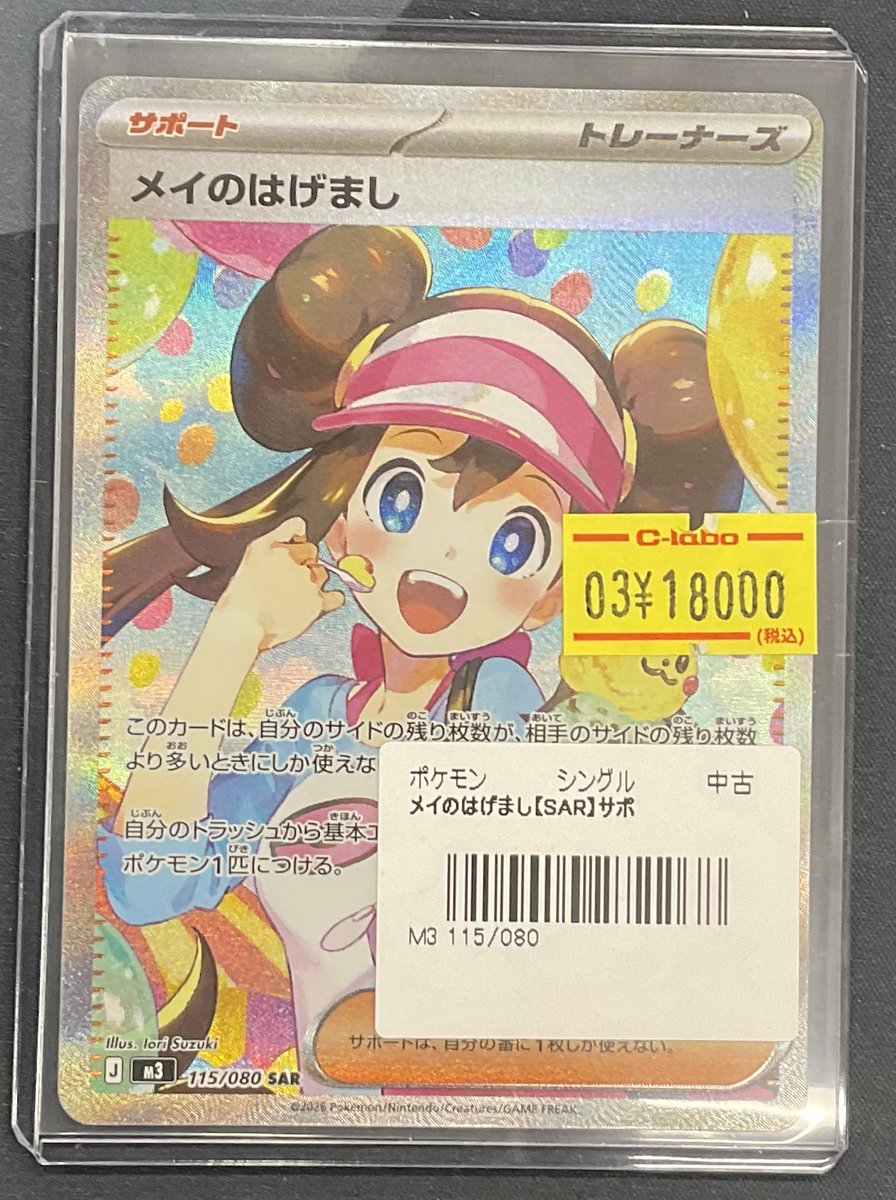 サポート
トレーナーズ
メイのはげまし
C-labo
03¥18000
(税込)
このカードは、自分のサイドの残り枚数が、相手のサイドの残り枚数
より多いときにしか使えな
自分のトラッシュから基本エ
ポケモン1匹につける。
ポケモン シングル 中古
メイのはげまし【SAR】サポ
M3 115/080
サポートは、自分の番に1枚しか使えない。
Illus. Iori Suzuki
J M3 115/080 SAR
©2026 Pokémon/Nintendo/Creatures/GAME FREAK